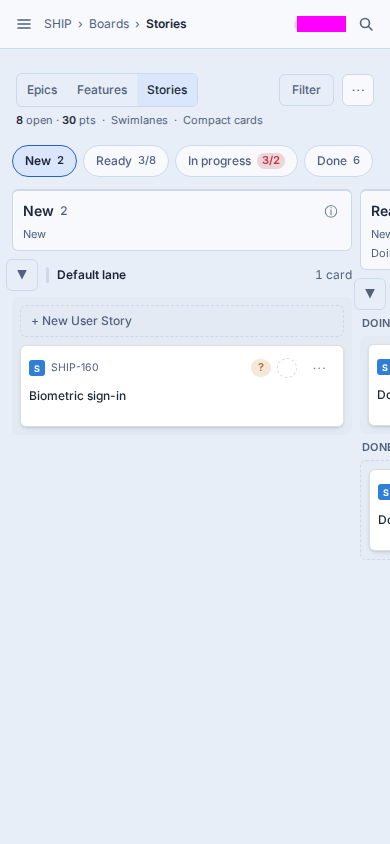 SHIP › Boards › Stories
Epics Features Stories Filter ···
8 open · 30 pts · Swimlanes · Compact cards
New 2 Ready 3/8 In progress 3/2 Done 6
New 2
New
Default lane 1 card
+ New User Story
S SHIP-160 ? ···
Biometric sign-in
Rea
New
Doi
DOIN
S
Do
DONE
S
Do